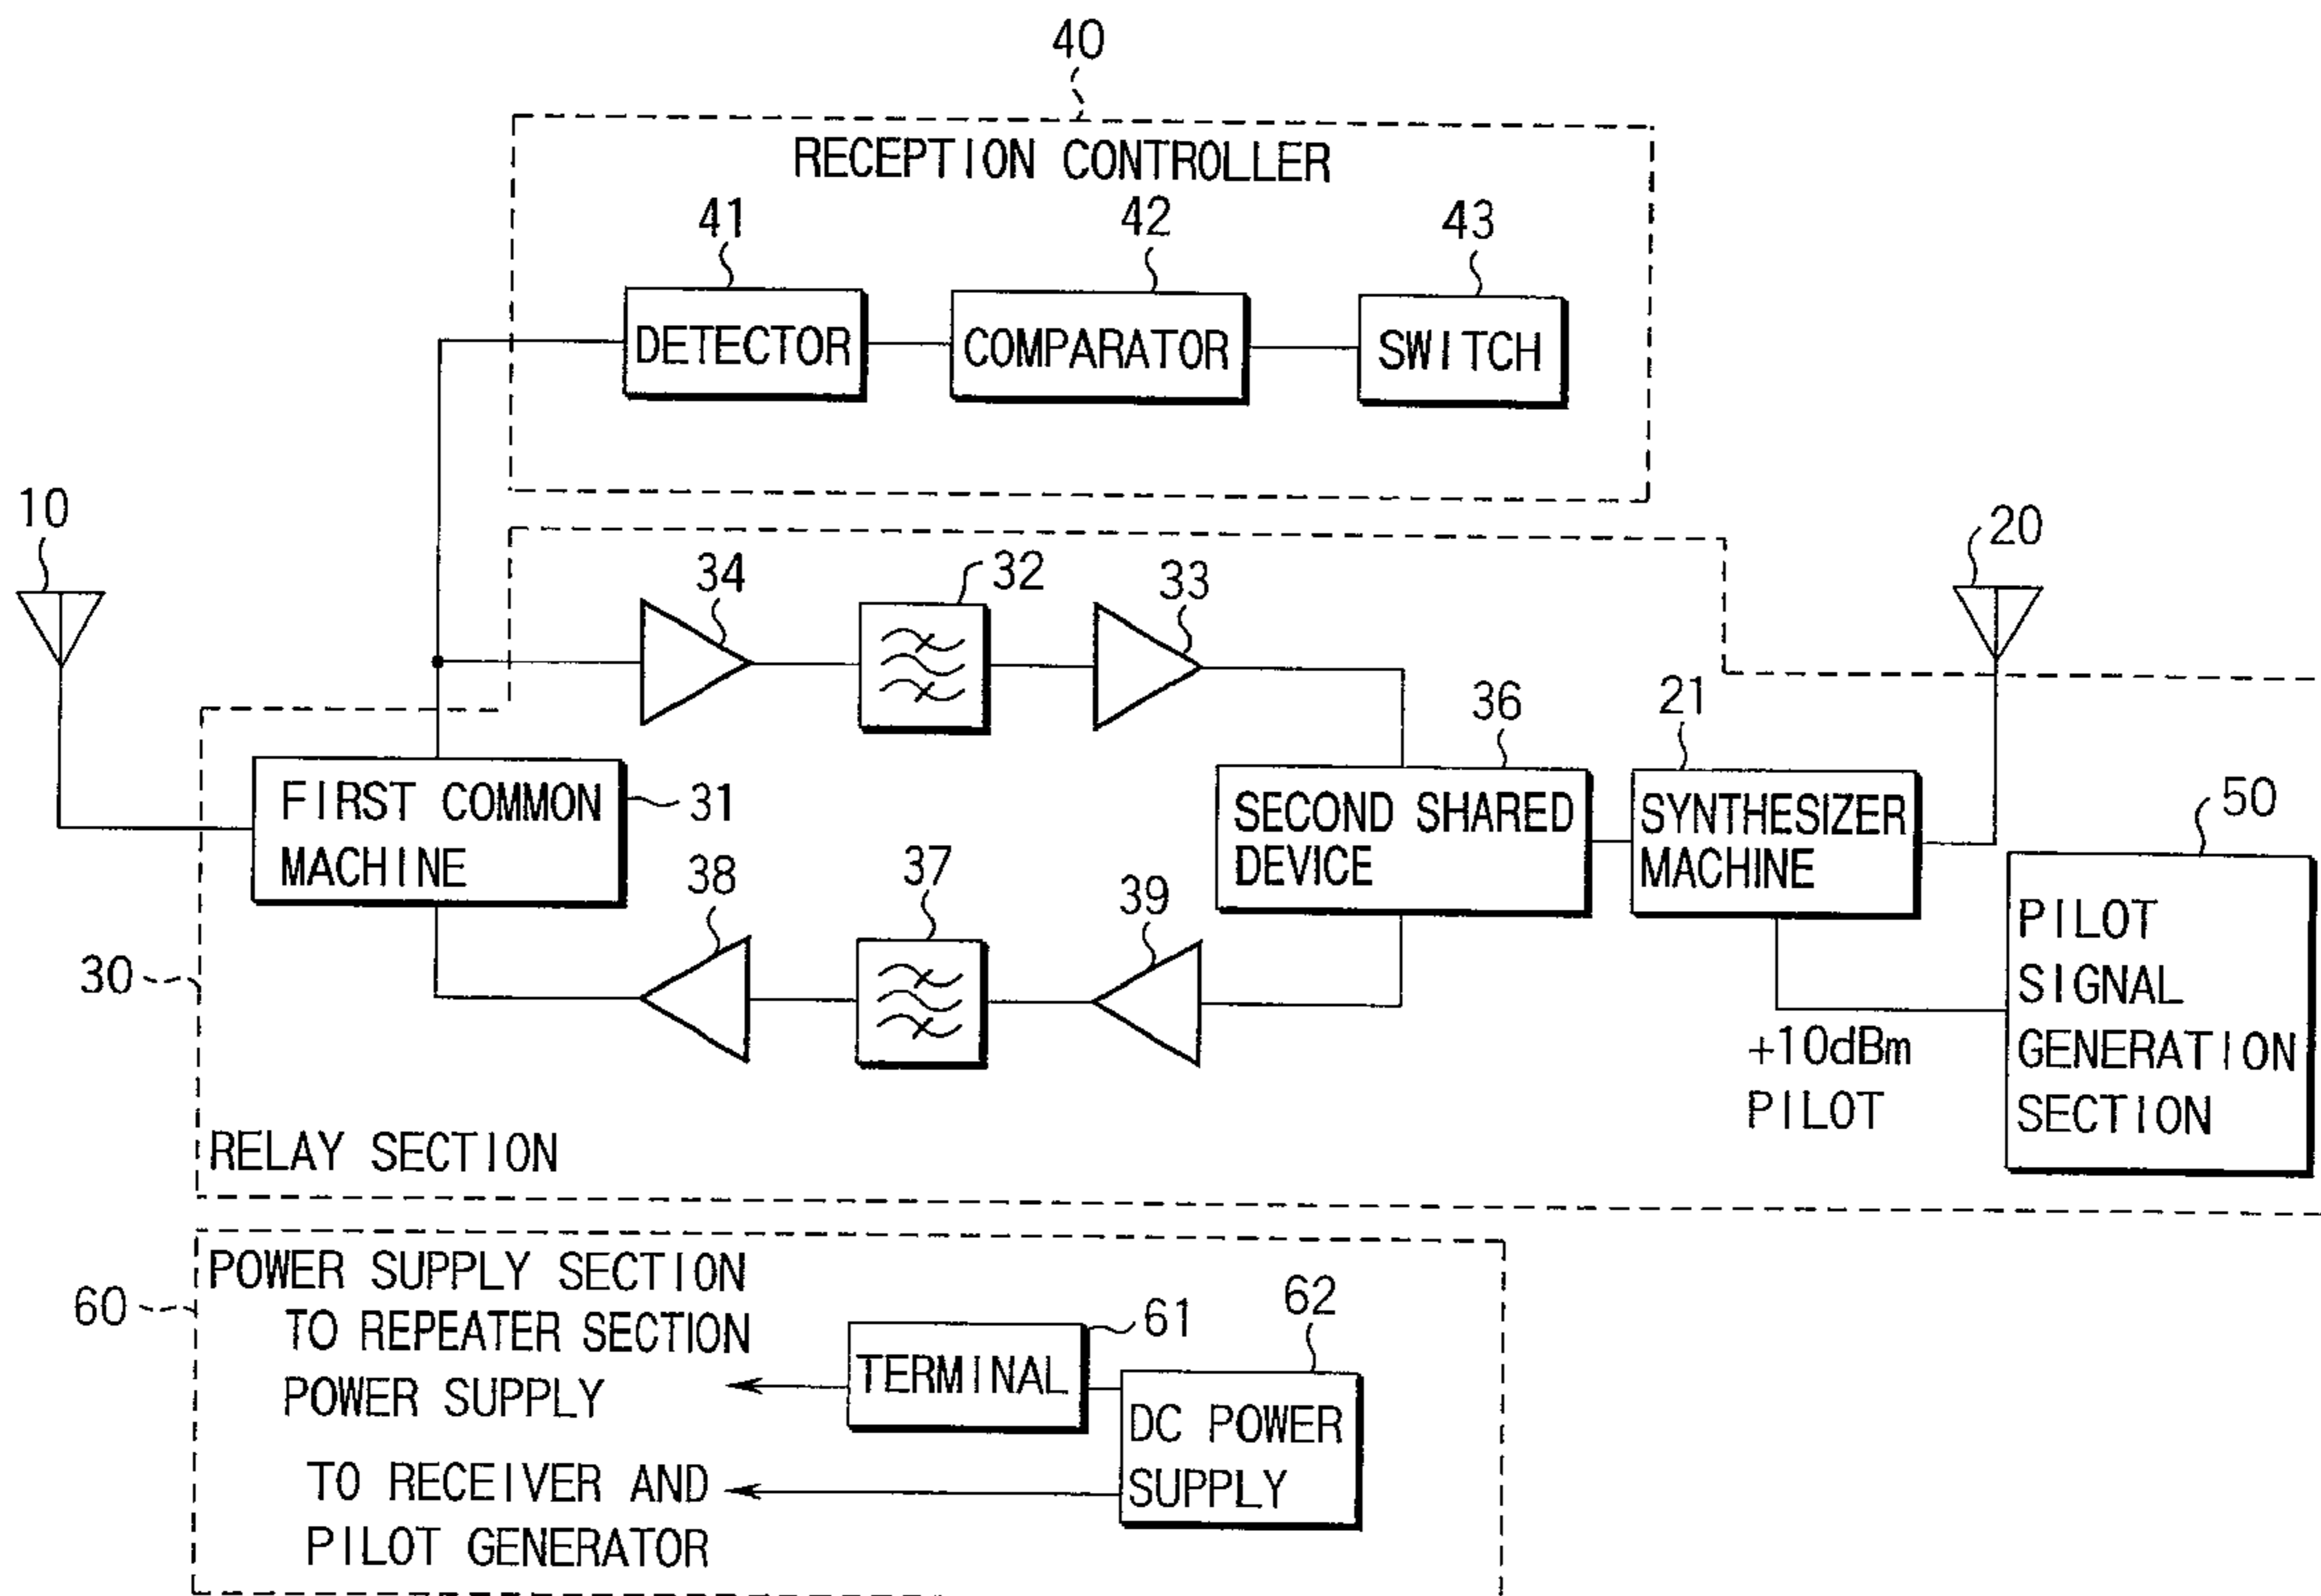 40
RECEPTION CONTROLLER
41
42
43
DETECTOR
COMPARATOR
SWITCH
10
20
34
32
33
36
21
FIRST COMMON
MACHINE
31
SECOND SHARED
DEVICE
SYNTHESIZER
MACHINE
50
38
37
39
30
PILOT
SIGNAL
GENERATION
SECTION
+10dBm
PILOT
RELAY SECTION
POWER SUPPLY SECTION
60
TO REPEATER SECTION
POWER SUPPLY
61
62
TERMINAL
DC POWER
SUPPLY
TO RECEIVER AND
PILOT GENERATOR